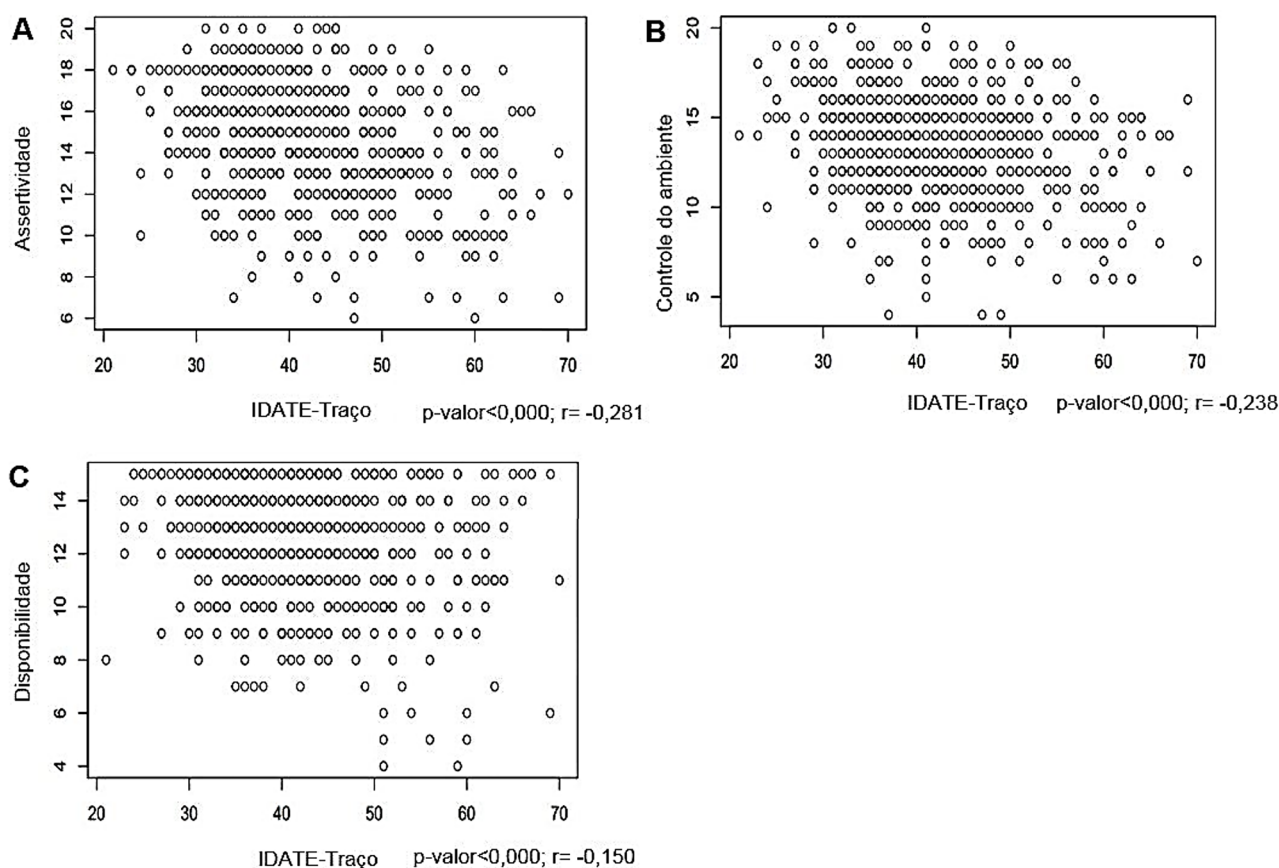 A
Assertividade
20
18
16
14
12
10
8
6
20 30 40 50 60 70
IDATE-Traço p-valor<0,000; r= -0,281
B
Controle do ambiente
20
15
10
5
20 30 40 50 60 70
IDATE-Traço p-valor<0,000; r= -0,238
C
Disponibilidade
14
12
10
8
6
4
20 30 40 50 60 70
IDATE-Traço p-valor<0,000; r= -0,150